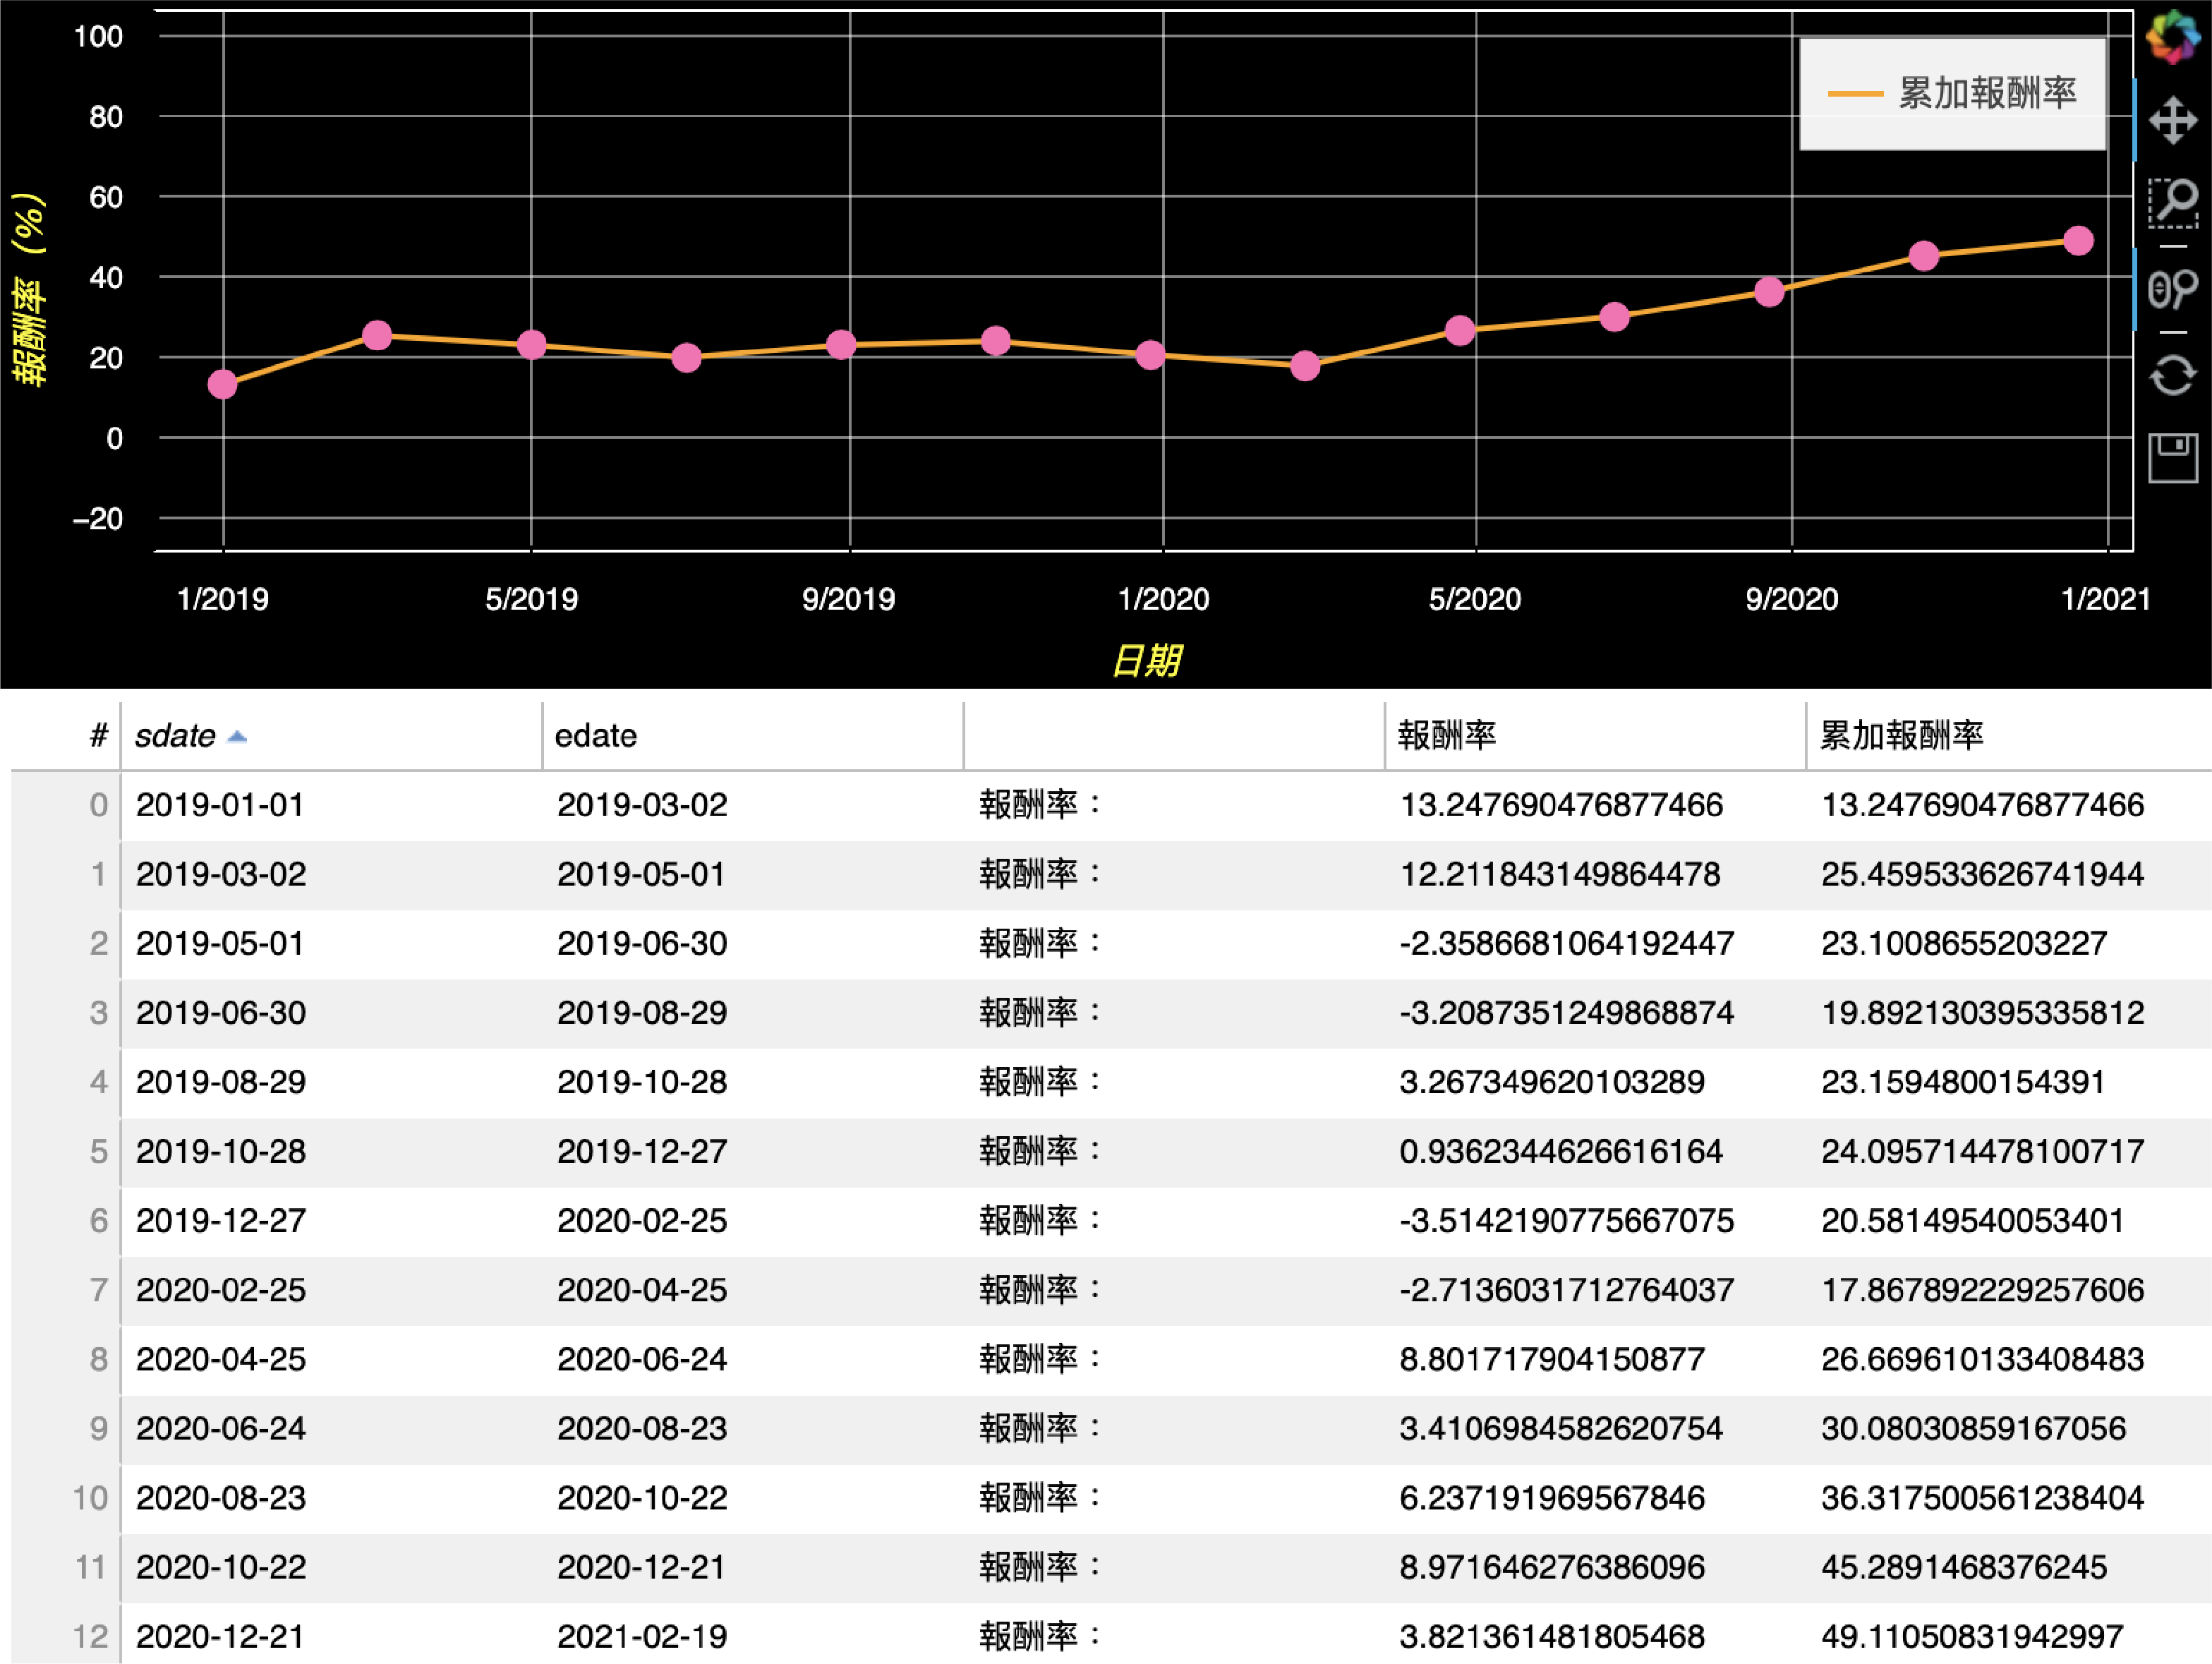 100
80
60
40
20
0
−20
報酬率 (%)
累加報酬率
1/2019 5/2019 9/2019 1/2020 5/2020 9/2020 1/2021
日期
# sdate edate 報酬率 累加報酬率
0 2019-01-01 2019-03-02 報酬率： 13.247690476877466 13.247690476877466
1 2019-03-02 2019-05-01 報酬率： 12.211843149864478 25.459533626741944
2 2019-05-01 2019-06-30 報酬率： -2.3586681064192447 23.1008655203227
3 2019-06-30 2019-08-29 報酬率： -3.2087351249868874 19.892130395335812
4 2019-08-29 2019-10-28 報酬率： 3.267349620103289 23.1594800154391
5 2019-10-28 2019-12-27 報酬率： 0.9362344626616164 24.095714478100717
6 2019-12-27 2020-02-25 報酬率： -3.5142190775667075 20.58149540053401
7 2020-02-25 2020-04-25 報酬率： -2.7136031712764037 17.867892229257606
8 2020-04-25 2020-06-24 報酬率： 8.801717904150877 26.669610133408483
9 2020-06-24 2020-08-23 報酬率： 3.4106984582620754 30.08030859167056
10 2020-08-23 2020-10-22 報酬率： 6.237191969567846 36.317500561238404
11 2020-10-22 2020-12-21 報酬率： 8.971646276386096 45.2891468376245
12 2020-12-21 2021-02-19 報酬率： 3.821361481805468 49.11050831942997